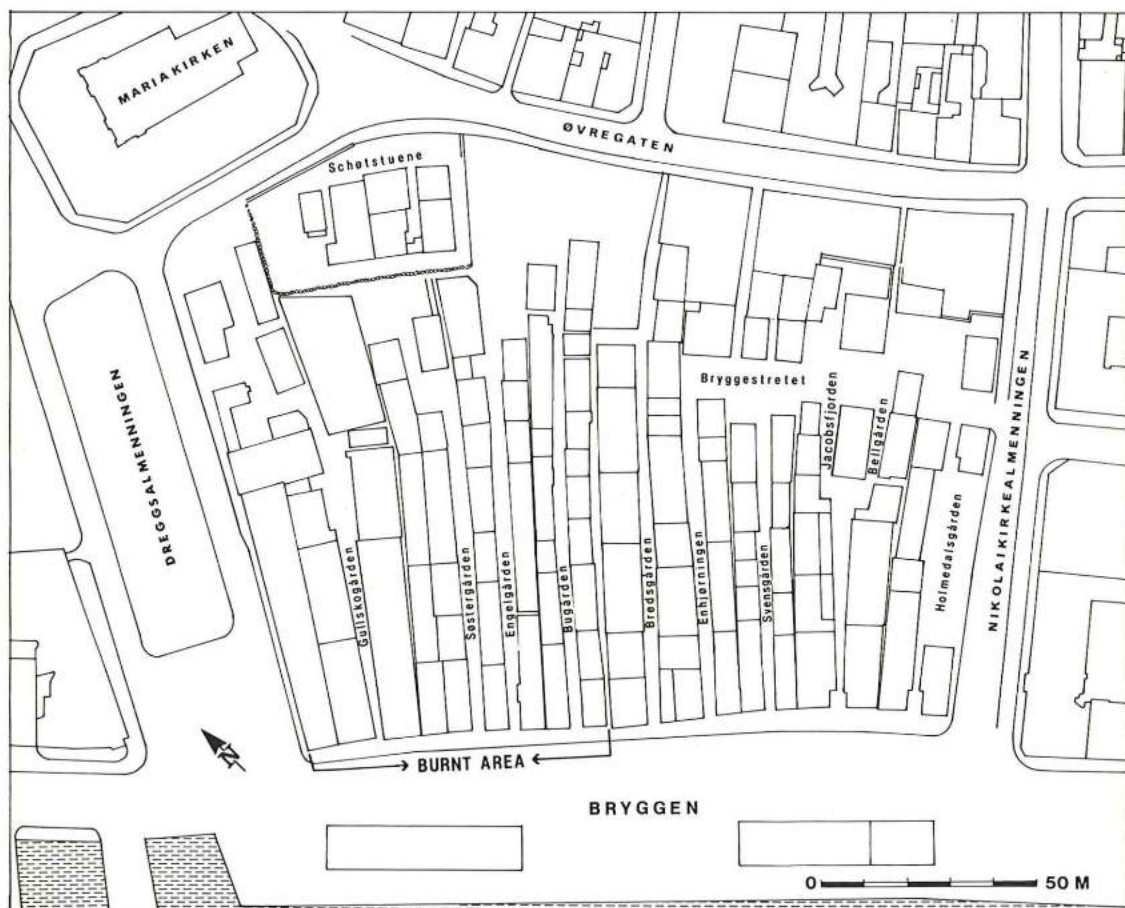 MARIAKIRKEN
ØVREGATEN
Schøtstuene
DREGGSALMENNINGEN
Bryggestretet
Jacobsfjorden
Bellgården
NIKOLAIKIRKEALMENNINGEN
Holmedalsgården
Gullskogården
Søstergården
Engelgården
Bugården
Bredsgården
Enhjørningen
Svensgården
N
BURNT AREA
BRYGGEN
0 50 M